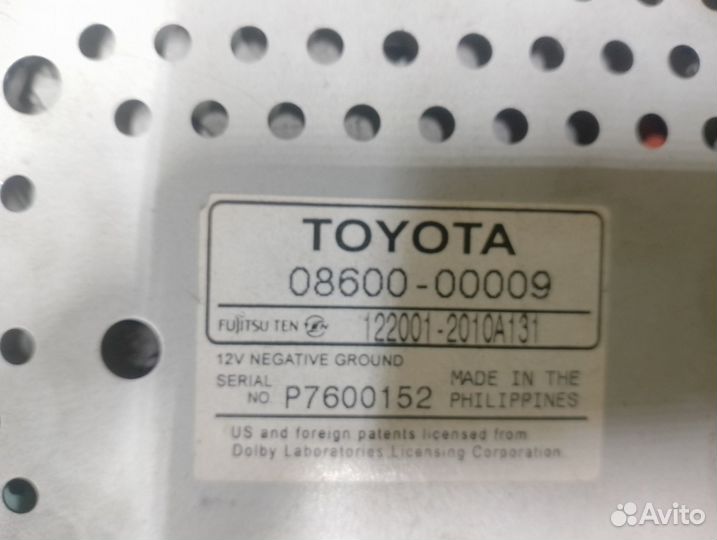 TOYOTA
08600-00009
FUJITSU TEN TEN 122001-2010A131
12V NEGATIVE GROUND
SERIAL NO. P7600152 MADE IN THE PHILIPPINES
US and foreign patents licensed from
Dolby Laboratories Licensing Corporation.
Avito